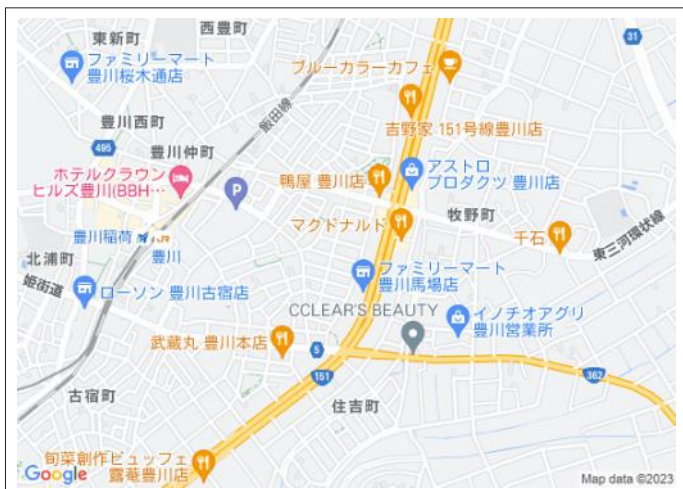 西豊町
東新町
31
ファミリーマート
豊川桜木通店
ブルーカラーカフェ
飯田線
吉野家 151号線豊川店
豊川西町
495
豊川仲町
ホテルクラウン
ヒルズ豊川(BBH…
P
鴨屋 豊川店
アストロ
プロダクツ 豊川店
牧野町
マクドナルド
千石
東三河環状線
豊川稲荷
豊川
北浦町
姫街道
ローソン 豊川古宿店
ファミリーマート
豊川馬場店
CCLEAR'S BEAUTY
イノチオアグリ
豊川営業所
武蔵丸 豊川本店
5
151
362
古宿町
住吉町
旬菜創作ビュッフェ
露菴豊川店
Google
Map data ©2023